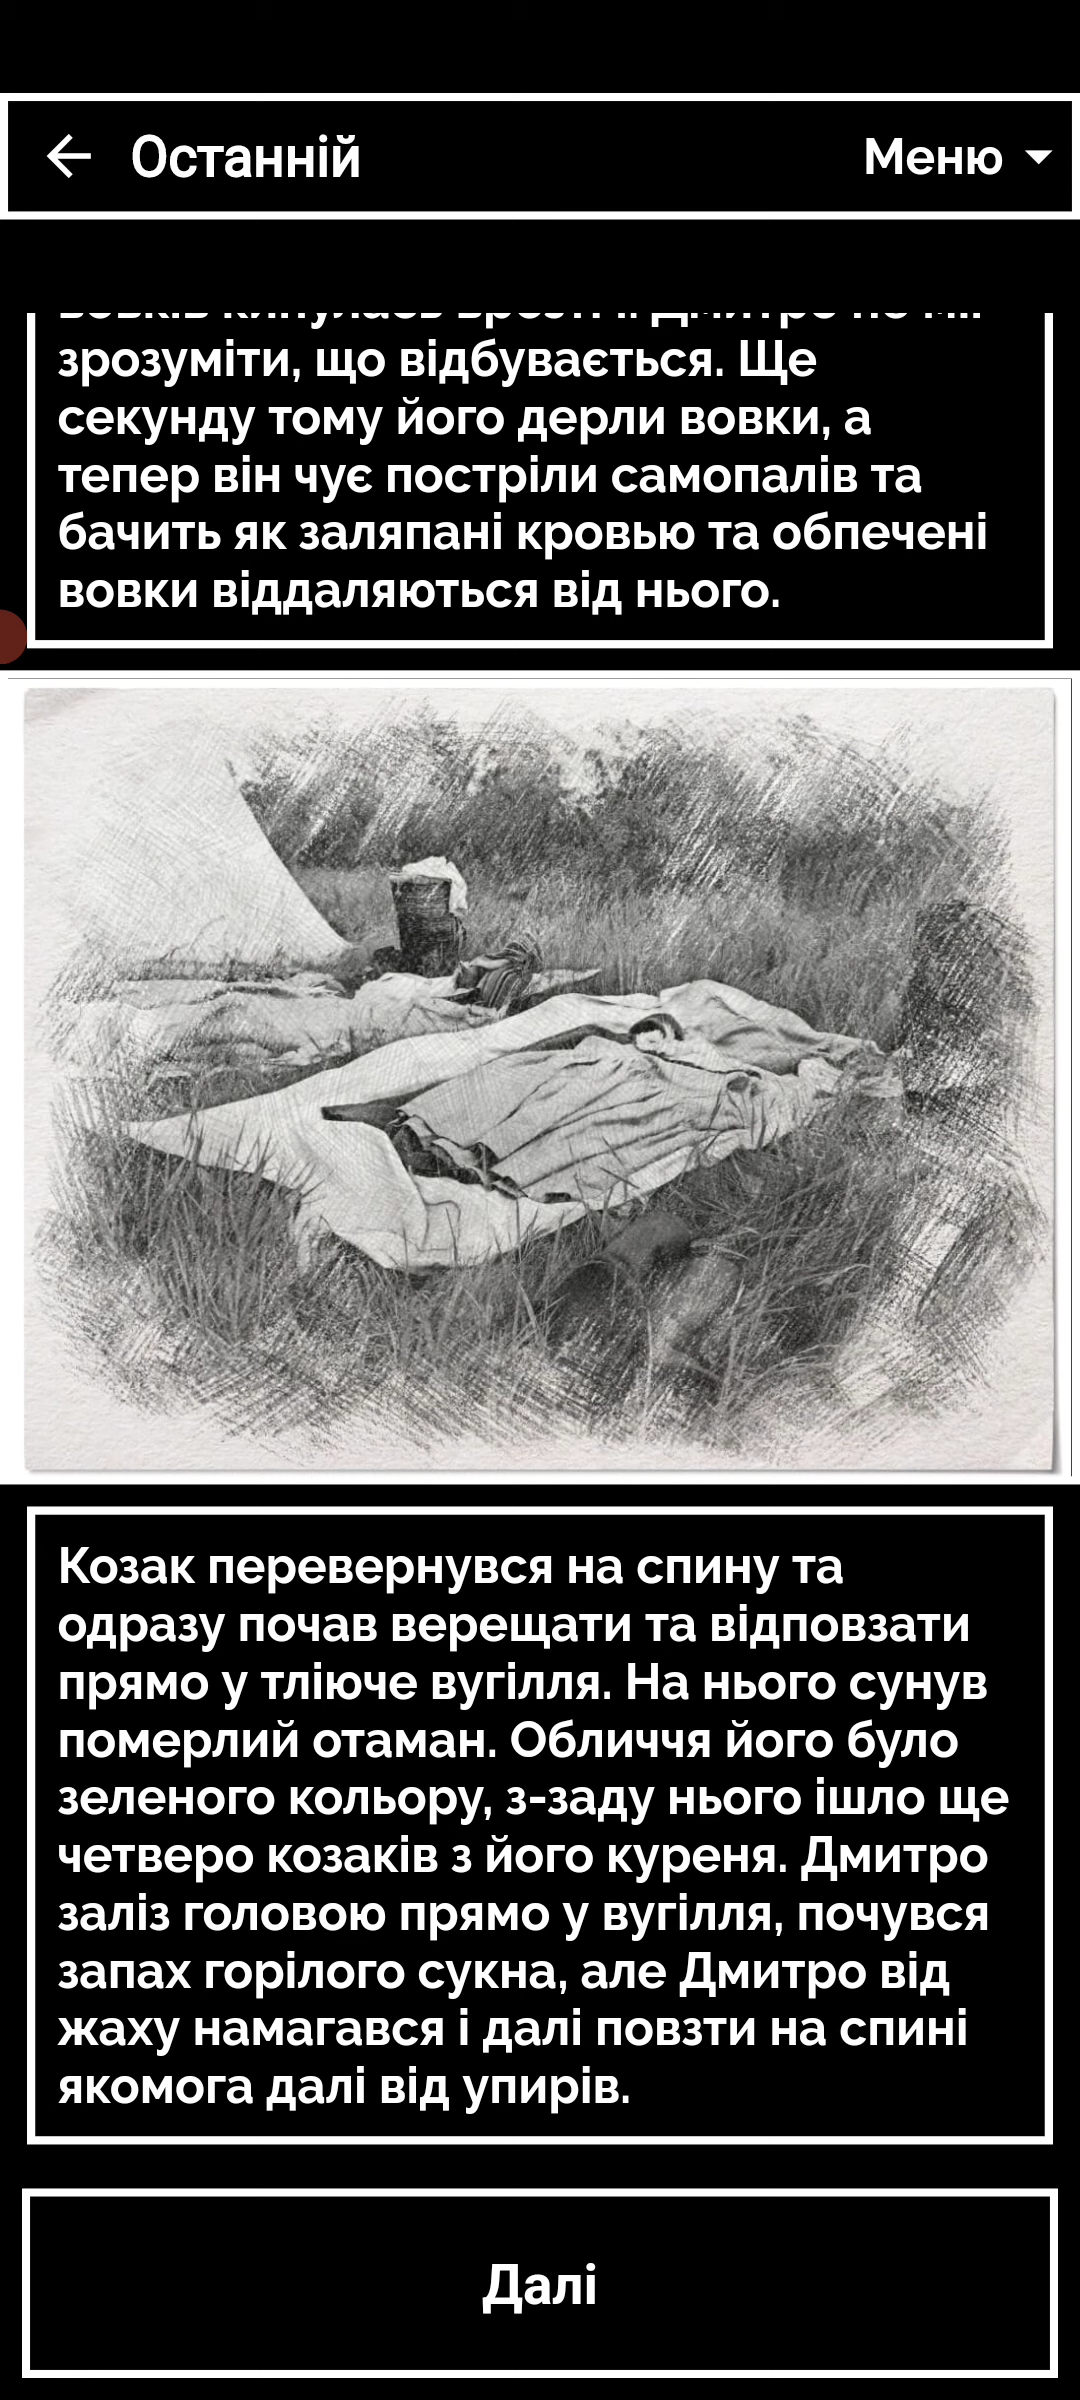 Останній
Меню
зрозуміти, що відбувається. Ще
секунду тому його дерли вовки, а
тепер він чує постріли самопалів та
бачить як заляпані кровью та обпечені
вовки віддаляються від нього.
Козак перевернувся на спину та
одразу почав верещати та відповзати
прямо у тліюче вугілля. На нього сунув
померлий отаман. Обличчя його було
зеленого кольору, з-заду нього ішло ще
четверо козаків з його куреня. Дмитро
заліз головою прямо у вугілля, почувся
запах горілого сукна, але Дмитро від
жаху намагався і далі повзти на спині
якомога далі від упирів.
Далі